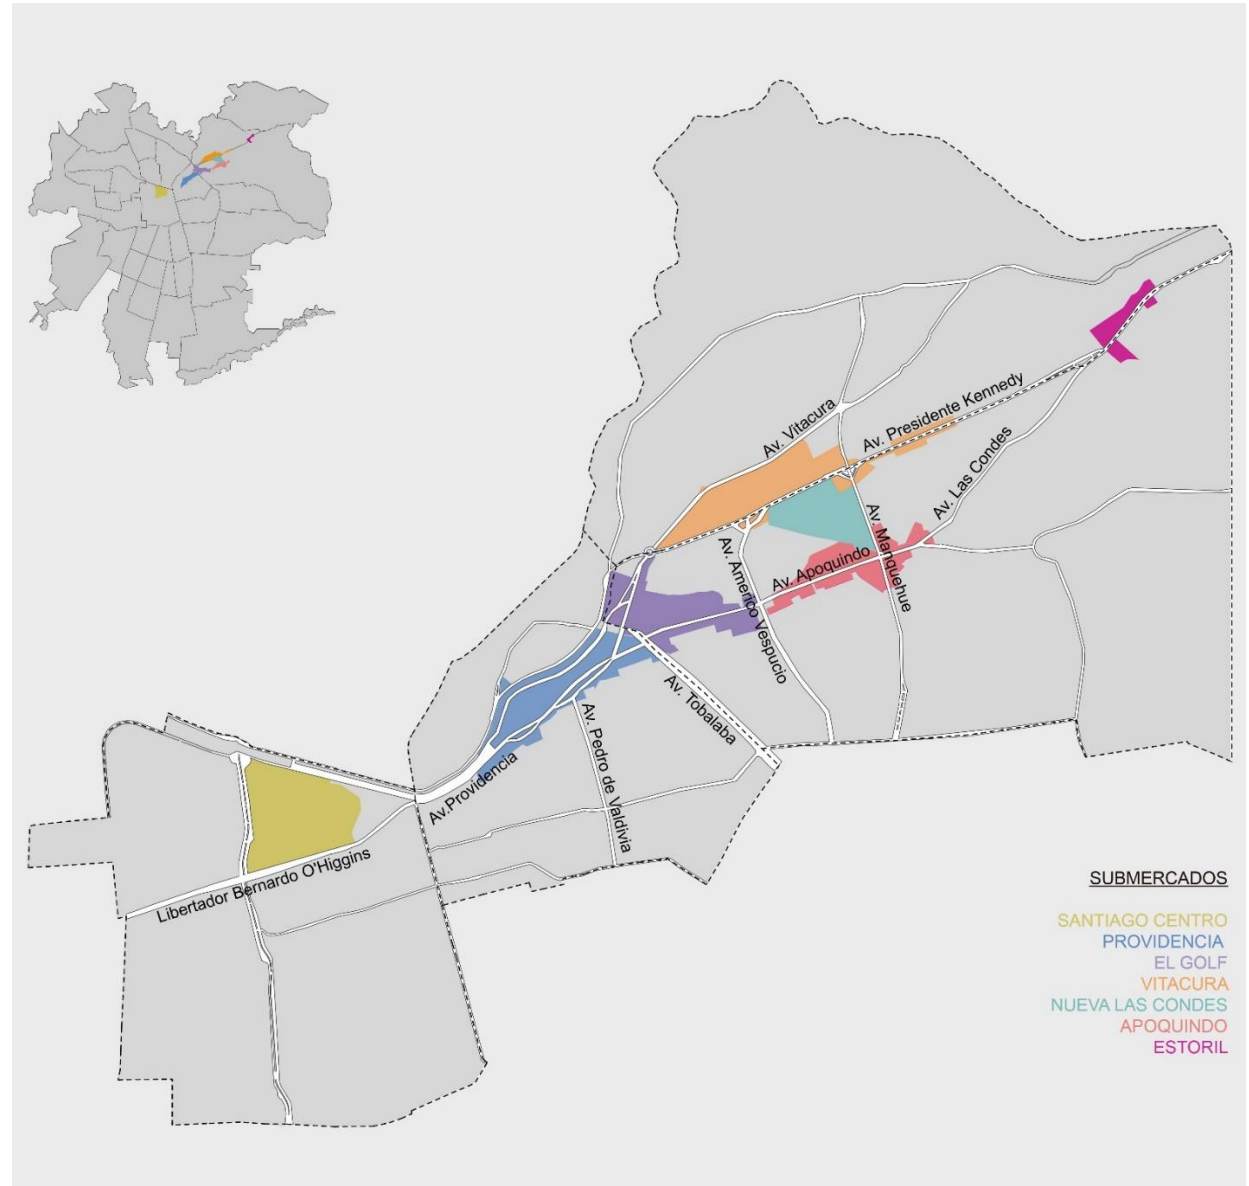 Av. Vitacura
Av. Presidente Kennedy
Av. Las Condes
Av. Manquehue
Av. Apoquindo
Av. Americo Vespucio
Av. Tobalaba
Av. Pedro de Valdivia
Av.Providencia
Libertador Bernardo O'Higgins
SUBMERCADOS
SANTIAGO CENTRO
PROVIDENCIA
EL GOLF
VITACURA
NUEVA LAS CONDES
APOQUINDO
ESTORIL